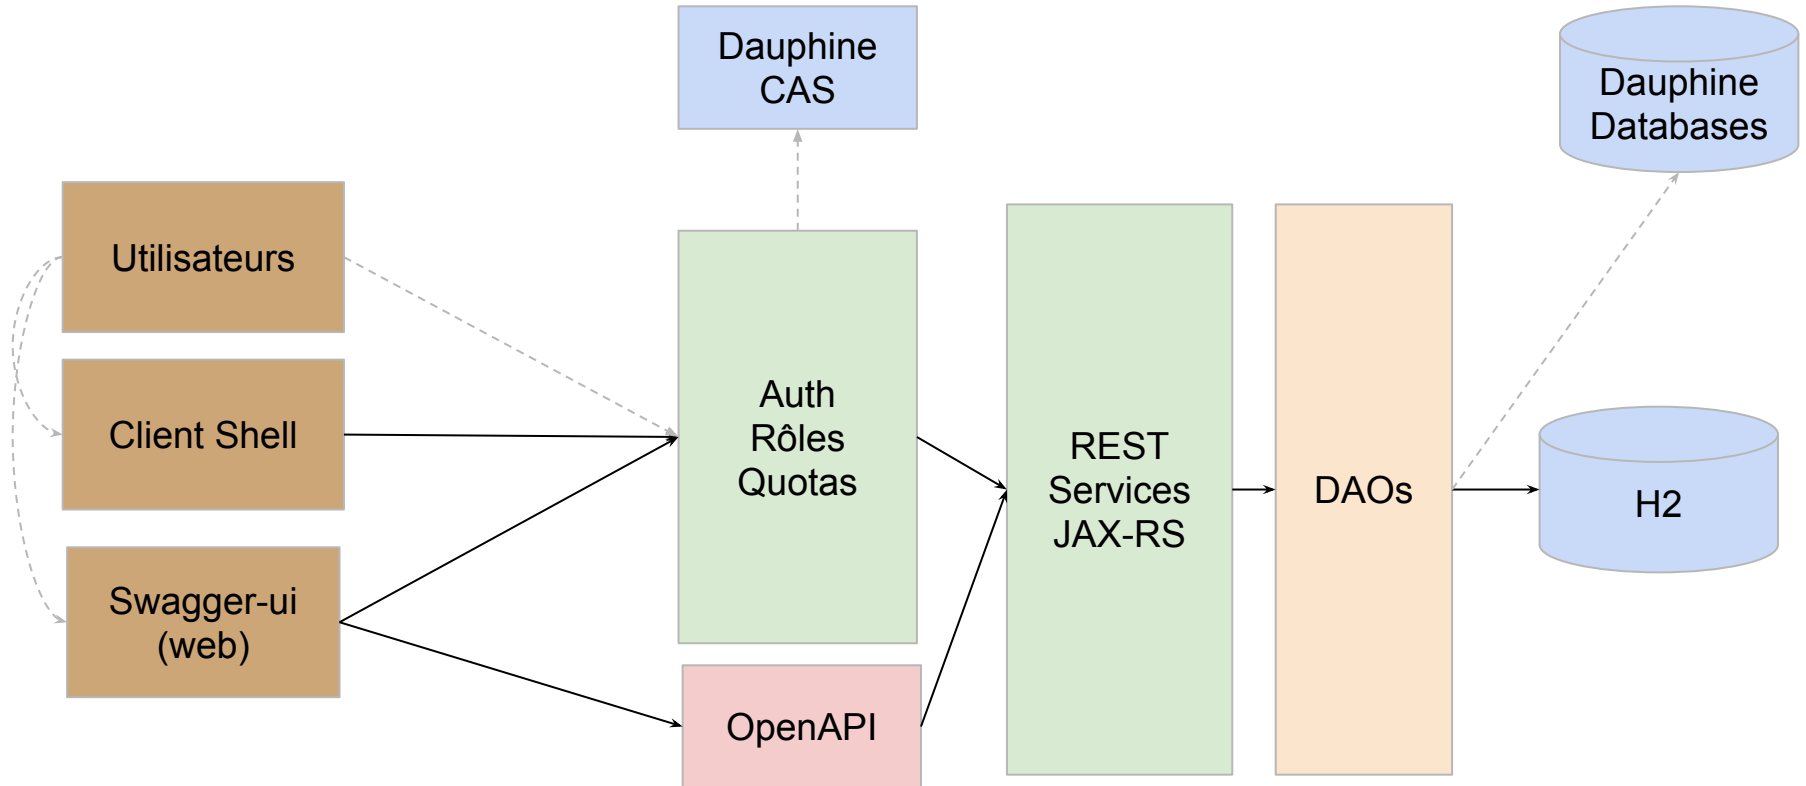 Dauphine
CAS
Dauphine
Databases
Utilisateurs
Client Shell
Swagger-ui
(web)
Auth
Rôles
Quotas
OpenAPI
REST
Services
JAX-RS
DAOs
H2